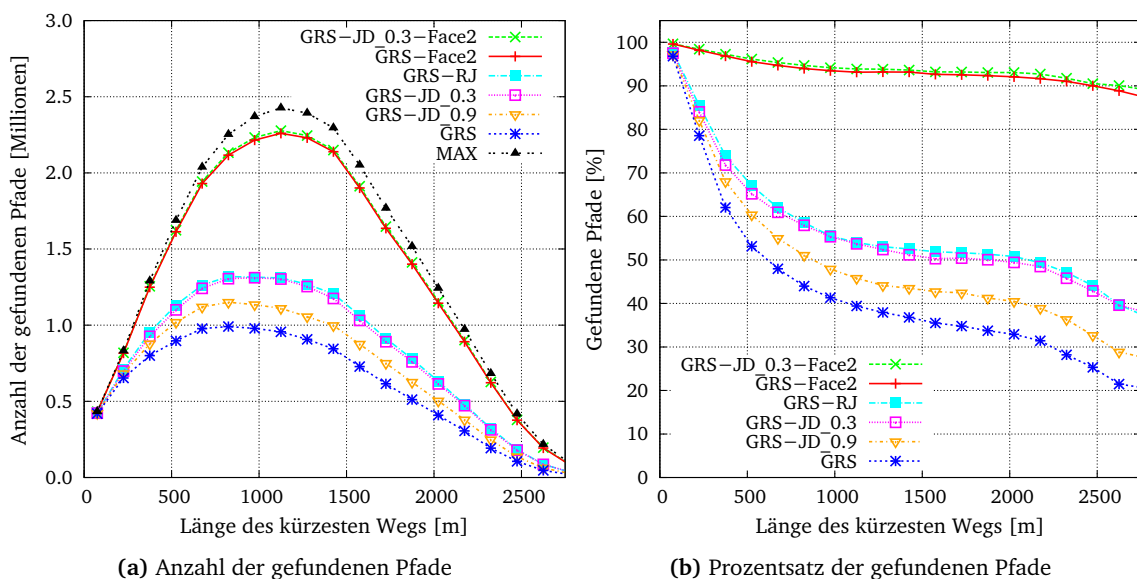 3.0
2.5
2.0
1.5
1.0
0.5
0.0
Anzahl der gefundenen Pfade [Millionen]
GRS−JD_0.3−Face2
GRS−Face2
GRS−RJ
GRS−JD_0.3
GRS−JD_0.9
GRS
MAX
0
500
1000
1500
2000
2500
Länge des kürzesten Wegs [m]
(a) Anzahl der gefundenen Pfade
100
90
80
70
60
50
40
30
20
10
0
Gefundene Pfade [%]
GRS−JD_0.3−Face2
GRS−Face2
GRS−RJ
GRS−JD_0.3
GRS−JD_0.9
GRS
0
500
1000
1500
2000
2500
Länge des kürzesten Wegs [m]
(b) Prozentsatz der gefundenen Pfade